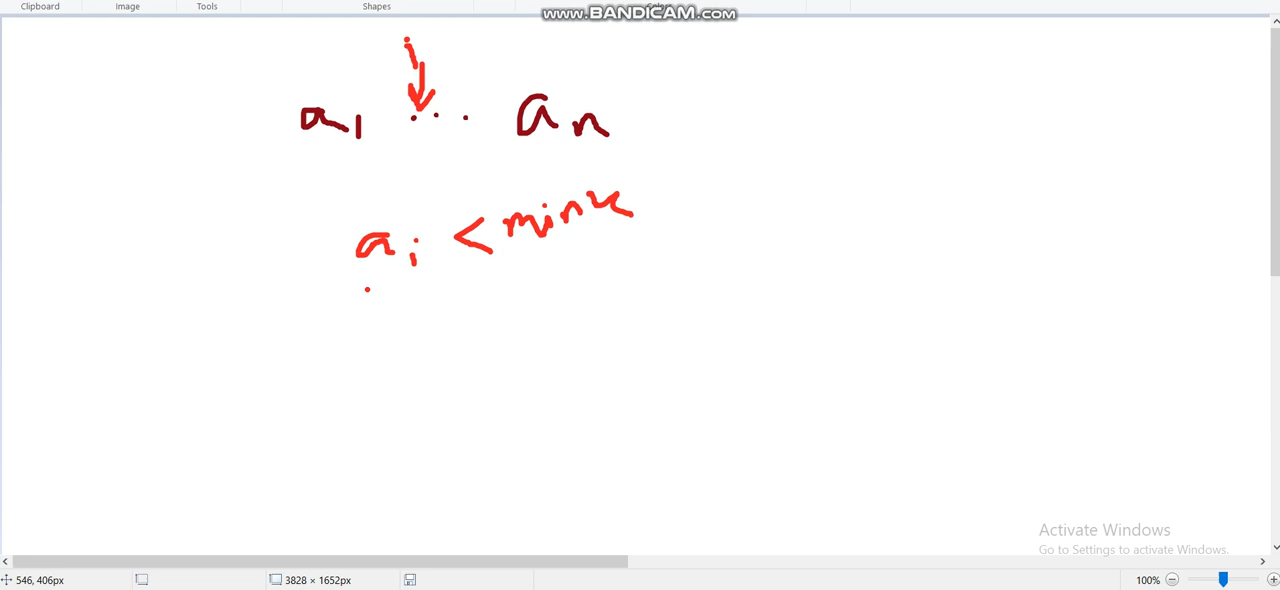 Clipboard Image Tools Shapes
www.BANDICAM.com
i
a1 ... an
ai < minx
Activate Windows
Go to Settings to activate Windows.
546, 406px 3828 × 1652px 100%